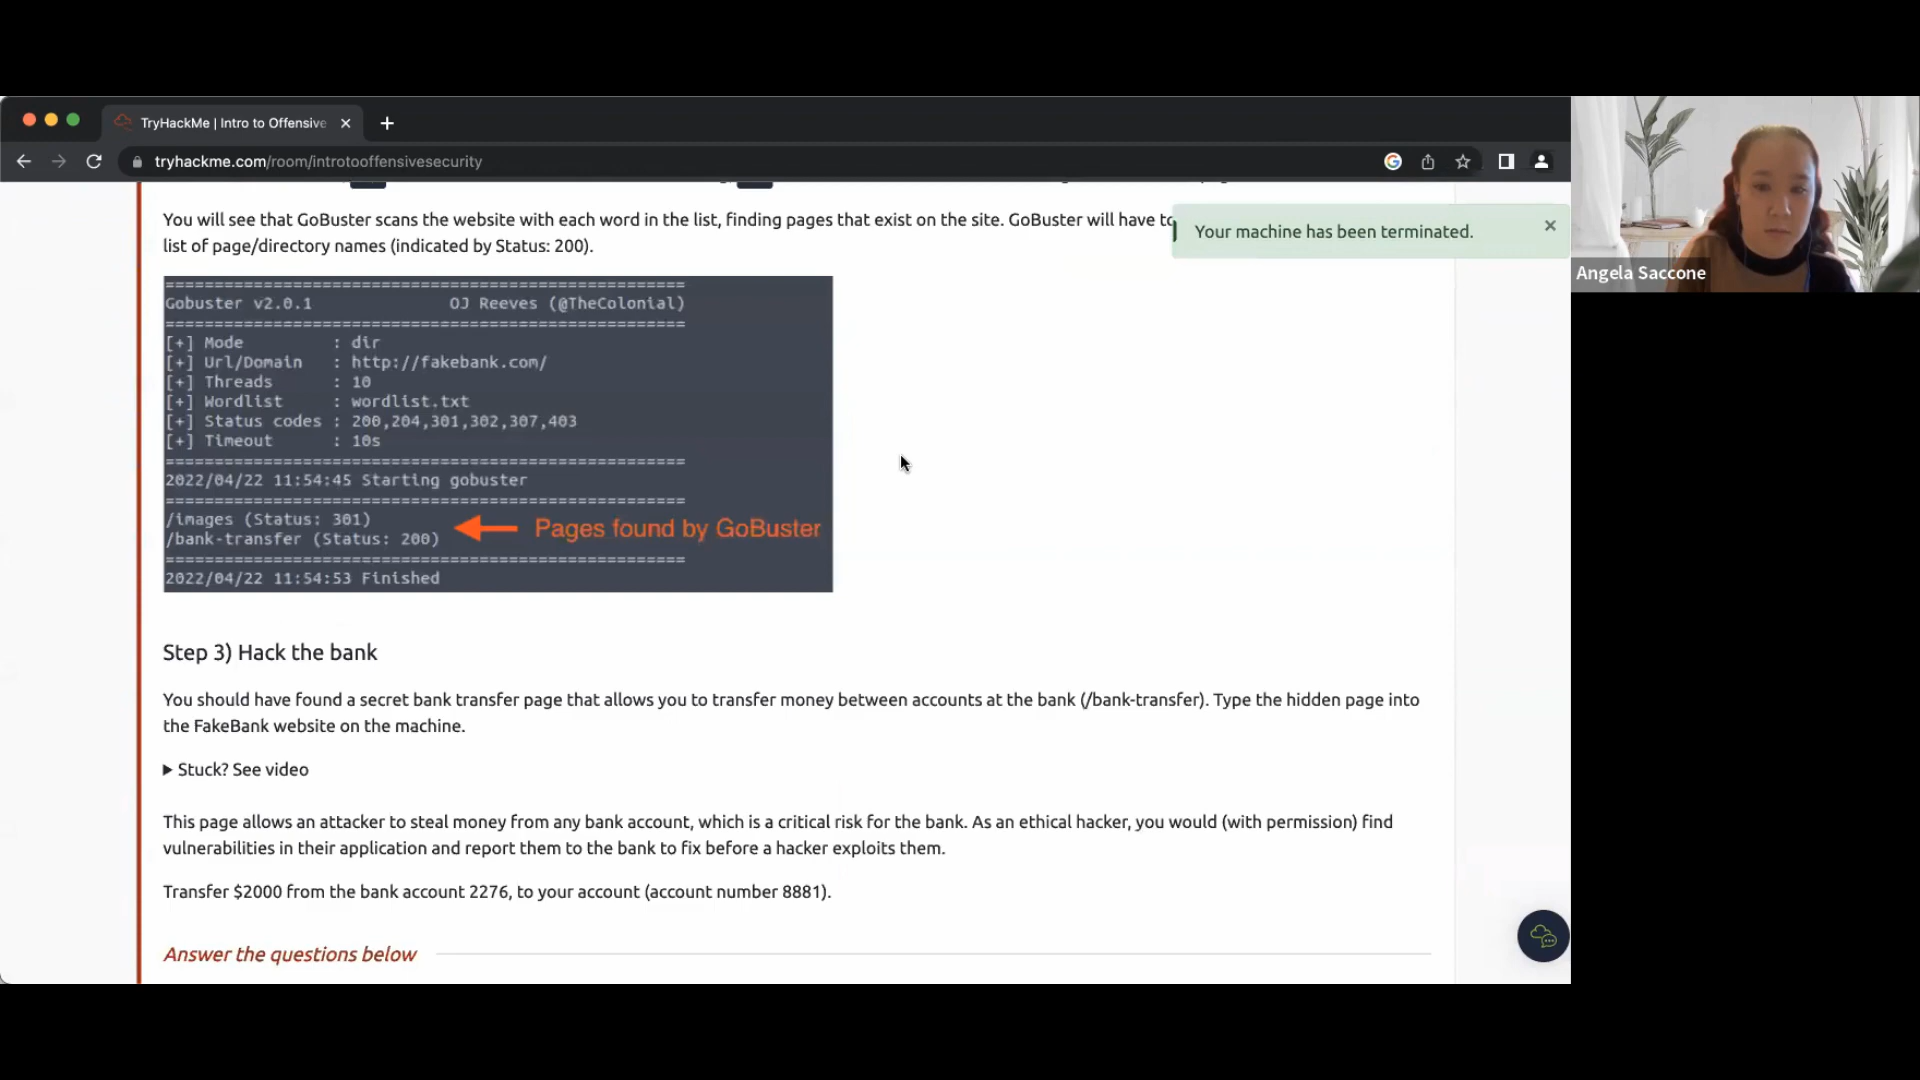 TryHackMe | Intro to Offensive
tryhackme.com/room/introtooffensivesecurity
You will see that GoBuster scans the website with each word in the list, finding pages that exist on the site. GoBuster will have to
list of page/directory names (indicated by Status: 200).
Your machine has been terminated.
Angela Saccone
=====================================================
Gobuster v2.0.1              OJ Reeves (@TheColonial)
=====================================================
[+] Mode         : dir
[+] Url/Domain   : http://fakebank.com/
[+] Threads      : 10
[+] Wordlist     : wordlist.txt
[+] Status codes : 200,204,301,302,307,403
[+] Timeout      : 10s
=====================================================
2022/04/22 11:54:45 Starting gobuster
=====================================================
/images (Status: 301)
/bank-transfer (Status: 200)
Pages found by GoBuster
=====================================================
2022/04/22 11:54:53 Finished
Step 3) Hack the bank
You should have found a secret bank transfer page that allows you to transfer money between accounts at the bank (/bank-transfer). Type the hidden page into
the FakeBank website on the machine.
Stuck? See video
This page allows an attacker to steal money from any bank account, which is a critical risk for the bank. As an ethical hacker, you would (with permission) find
vulnerabilities in their application and report them to the bank to fix before a hacker exploits them.
Transfer $2000 from the bank account 2276, to your account (account number 8881).
Answer the questions below